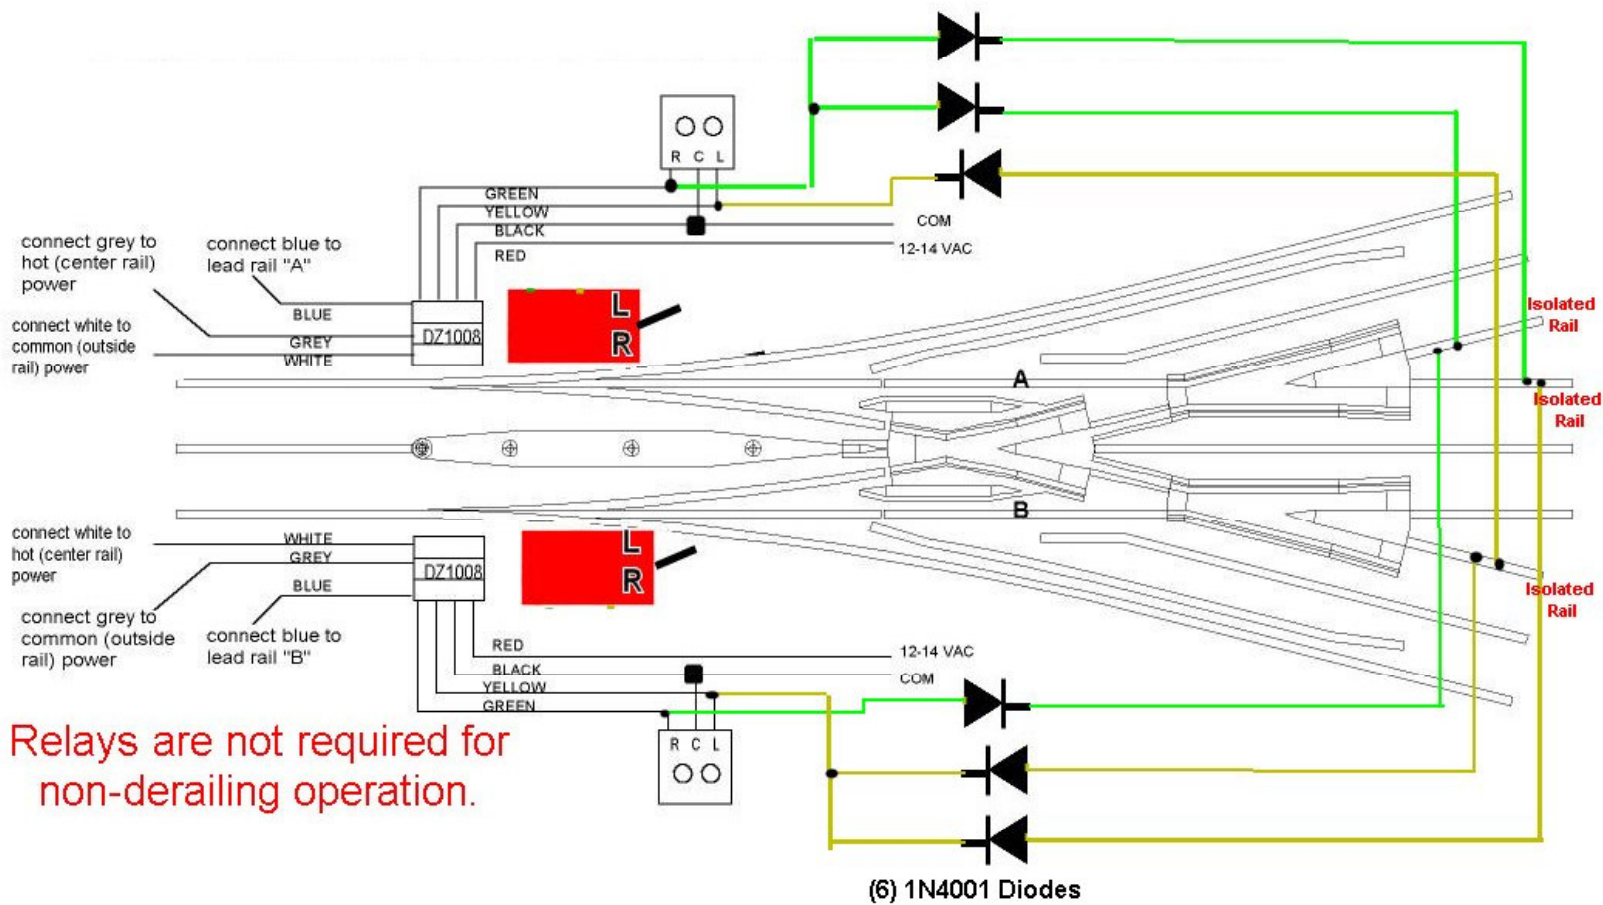 R C L
GREEN
YELLOW
BLACK
RED
COM
12-14 VAC
connect grey to
hot (center rail)
power
connect blue to
lead rail "A"
BLUE
connect white to
common (outside
rail) power
GREY
WHITE
DZ1008
L
R
Isolated
Rail
A
Isolated
Rail
B
connect white to
hot (center rail)
power
WHITE
GREY
BLUE
DZ1008
L
R
Isolated
Rail
connect grey to
common (outside
rail) power
connect blue to
lead rail "B"
RED
BLACK
YELLOW
GREEN
12-14 VAC
COM
R C L
Relays are not required for
non-derailing operation.
(6) 1N4001 Diodes